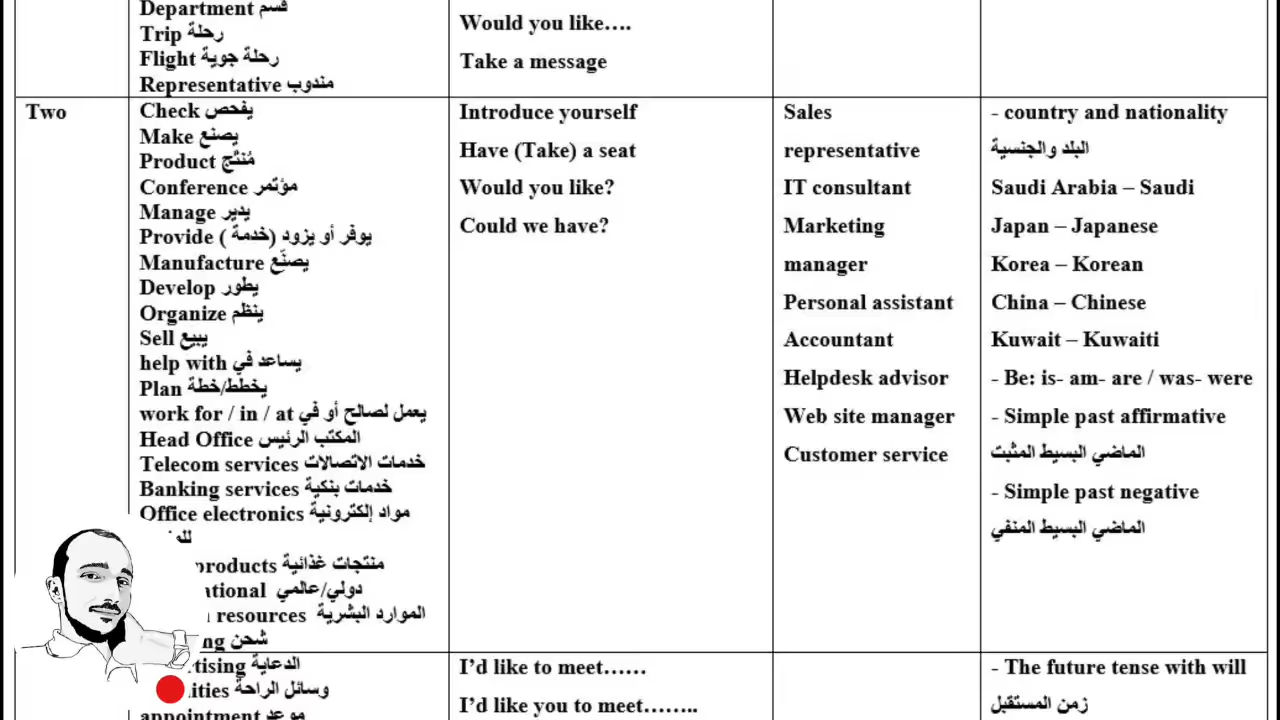 Department قسم
Trip رحلة
Flight رحلة جوية
Representative مندوب
Would you like….
Take a message
Two
Check يفحص
Make يصنع
Product مُنتَج
Conference مؤتمر
Manage يدير
Provide ( خدمة) يوفر أو يزود
Manufacture يصنّع
Develop يطور
Organize ينظم
Sell يبيع
help with يساعد في
Plan يخطط/خطة
work for / in / at يعمل لصالح أو في
Head Office المكتب الرئيس
Telecom services خدمات الاتصالات
Banking services خدمات بنكية
Office electronics مواد إلكترونية
products منتجات غذائية
دولي/عالمي
resources الموارد البشرية
شحن
Introduce yourself
Have (Take) a seat
Would you like?
Could we have?
Sales
representative
IT consultant
Marketing
manager
Personal assistant
Accountant
Helpdesk advisor
Web site manager
Customer service
- country and nationality
البلد والجنسية
Saudi Arabia – Saudi
Japan – Japanese
Korea – Korean
China – Chinese
Kuwait – Kuwaiti
- Be: is- am- are / was- were
- Simple past affirmative
الماضي البسيط المثبت
- Simple past negative
الماضي البسيط المنفي
الدعاية
وسائل الراحة
appointment موعد
I'd like to meet……
I'd like you to meet……..
- The future tense with will
زمن المستقبل